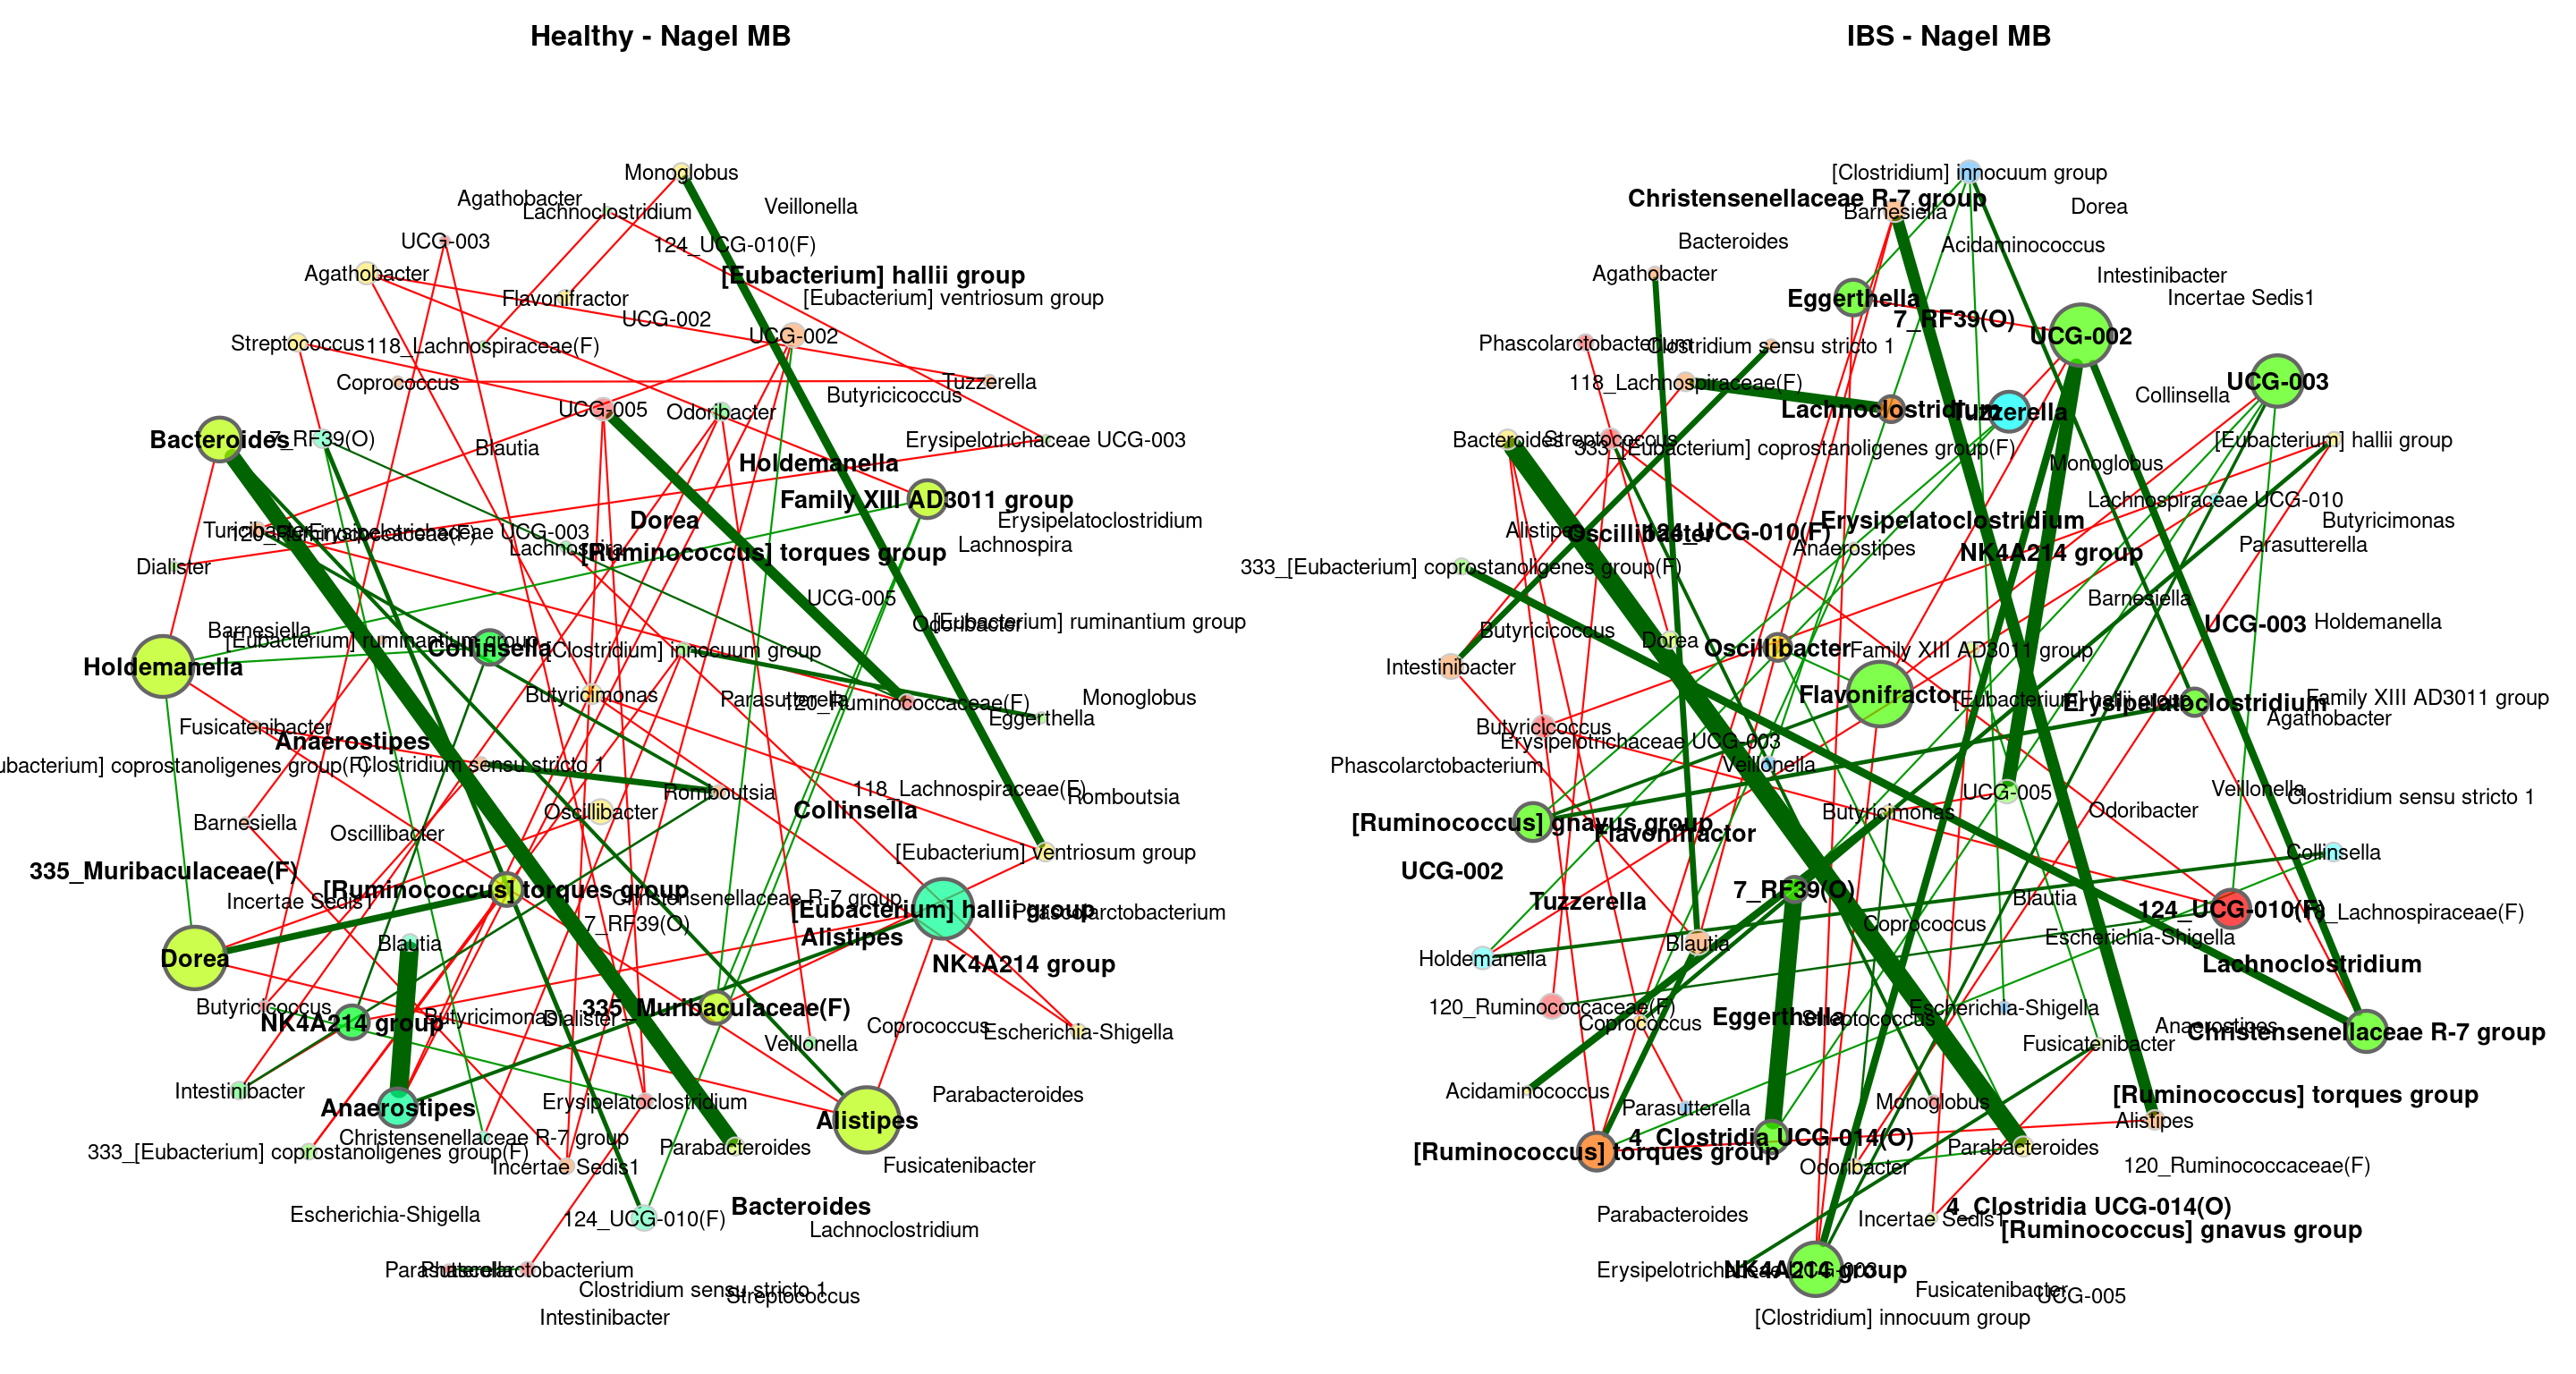 Healthy - Nagel MB
Monoglobus
Agathobacter
Lachnoclostridium
Veillonella
UCG-003
124_UCG-010(F)
Agathobacter
[Eubacterium] hallii group
Flavonifractor
[Eubacterium] ventriosum group
UCG-002
UCG-002
Streptococcus
118_Lachnospiraceae(F)
Coprococcus
Tuzzerella
Butyricicoccus
UCG-005
Odoribacter
Bacteroides
7_RF39(O)
Blautia
Erysipelotrichaceae UCG-003
Holdemanella
Family XIII AD3011 group
Dorea
Erysipelatoclostridium
Turicibacter
120_Ruminococcaceae(F)
Erysipelotrichaceae UCG-003
Lachnospira
[Ruminococcus] torques group
Lachnospira
Dialister
UCG-005
Barnesiella
[Eubacterium] ruminantium group
Odoribacter
[Eubacterium] ruminantium group
Collinsella
[Clostridium] innocuum group
Holdemanella
Butyricimonas
Parasutterella
120_Ruminococcaceae(F)
Monoglobus
Eggerthella
Fusicatenibacter
Anaerostipes
ubacterium] coprostanoligenes group(F)
Clostridium sensu stricto 1
Romboutsia
118_Lachnospiraceae(F)
Romboutsia
Oscillibacter
Collinsella
Barnesiella
Oscillibacter
[Eubacterium] ventriosum group
335_Muribaculaceae(F)
[Ruminococcus] torques group
Incertae Sedis1
Christensenellaceae R-7 group
[Eubacterium] hallii group
Phascolarctobacterium
7_RF39(O)
Alistipes
Blautia
Dorea
NK4A214 group
Butyricicoccus
335_Muribaculaceae(F)
NK4A214 group
Butyricimonas
Dialister
Coprococcus
Escherichia-Shigella
Veillonella
Intestinibacter
Parabacteroides
Anaerostipes
Erysipelatoclostridium
Alistipes
Christensenellaceae R-7 group
333_[Eubacterium] coprostanoligenes group(F)
Parabacteroides
Incertae Sedis1
Fusicatenibacter
Bacteroides
Escherichia-Shigella
124_UCG-010(F)
Lachnoclostridium
Parasutterella
Phascolarctobacterium
Clostridium sensu stricto 1
Streptococcus
Intestinibacter
IBS - Nagel MB
[Clostridium] innocuum group
Christensenellaceae R-7 group
Barnesiella
Dorea
Bacteroides
Acidaminococcus
Agathobacter
Intestinibacter
Eggerthella
Incertae Sedis1
7_RF39(O)
UCG-002
Phascolarctobacterium
Clostridium sensu stricto 1
118_Lachnospiraceae(F)
UCG-003
Collinsella
Lachnoclostridium
Tuzzerella
Bacteroides
Streptococcus
333_[Eubacterium] coprostanoligenes group(F)
[Eubacterium] hallii group
Monoglobus
Lachnospiraceae UCG-010
Alistipes
Oscillibacter
124_UCG-010(F)
Erysipelatoclostridium
Butyricimonas
Anaerostipes
NK4A214 group
Parasutterella
333_[Eubacterium] coprostanoligenes group(F)
Barnesiella
Butyricicoccus
Dorea
UCG-003
Holdemanella
Oscillibacter
Family XIII AD3011 group
Intestinibacter
Flavonifractor
[Eubacterium] hallii group
Erysipelatoclostridium
Family XIII AD3011 group
Agathobacter
Butyricicoccus
Erysipelotrichaceae UCG-003
Phascolarctobacterium
Veillonella
UCG-005
Veillonella
Clostridium sensu stricto 1
[Ruminococcus] gnavus group
Flavonifractor
Butyricimonas
Odoribacter
Collinsella
UCG-002
Tuzzerella
7_RF39(O)
Blautia
124_UCG-010(F)
_Lachnospiraceae(F)
Coprococcus
Escherichia-Shigella
Blautia
Holdemanella
Lachnoclostridium
120_Ruminococcaceae(F)
Coprococcus
Eggerthella
Streptococcus
Escherichia-Shigella
Anaerostipes
Christensenellaceae R-7 group
Fusicatenibacter
Acidaminococcus
Parasutterella
Monoglobus
[Ruminococcus] torques group
Alistipes
4_Clostridia UCG-014(O)
[Ruminococcus] torques group
Parabacteroides
Odoribacter
120_Ruminococcaceae(F)
Parabacteroides
Incertae Sedis1
4_Clostridia UCG-014(O)
[Ruminococcus] gnavus group
Erysipelotrichaceae UCG-003
NK4A214 group
Fusicatenibacter
UCG-005
[Clostridium] innocuum group